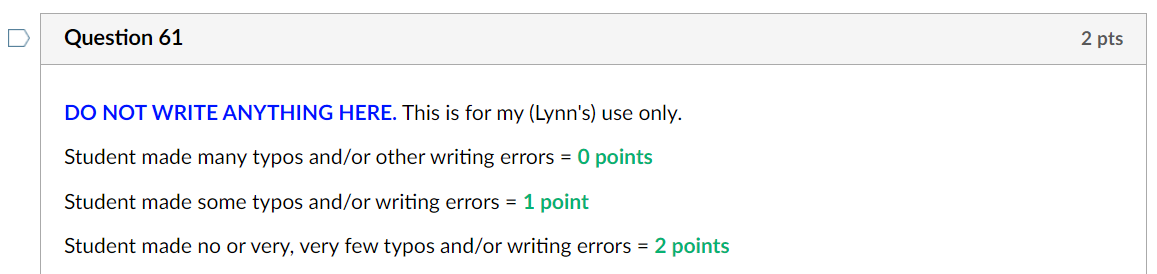 Question 61
2 pts
DO NOT WRITE ANYTHING HERE. This is for my (Lynn's) use only.
Student made many typos and/or other writing errors = 0 points
Student made some typos and/or writing errors = 1 point
Student made no or very, very few typos and/or writing errors = 2 points